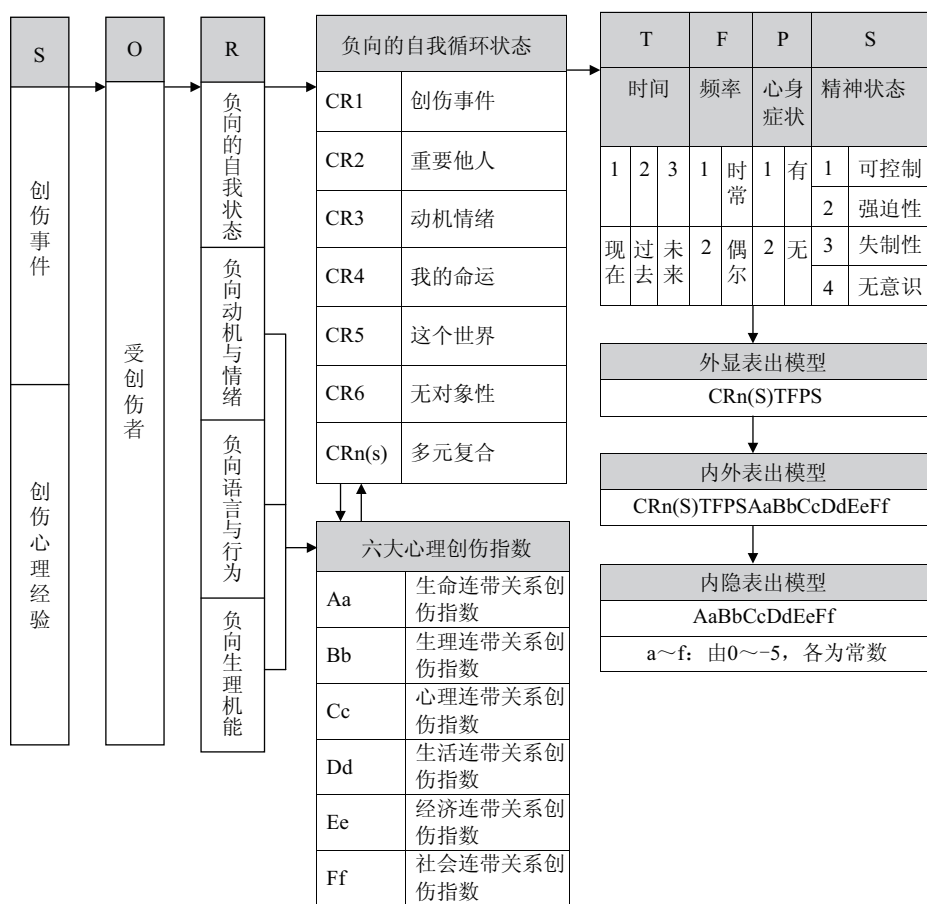 S
创伤事件
创伤心理经验
O
受创伤者
R
负向的自我状态
负向动机与情绪
负向语言与行为
负向生理机能
负向的自我循环状态
CR1 创伤事件
CR2 重要他人
CR3 动机情绪
CR4 我的命运
CR5 这个世界
CR6 无对象性
CRn(s) 多元复合
六大心理创伤指数
Aa 生命连带关系创
伤指数
Bb 生理连带关系创
伤指数
Cc 心理连带关系创
伤指数
Dd 生活连带关系创
伤指数
Ee 经济连带关系创
伤指数
Ff 社会连带关系创
伤指数
T F P S
时间 频率 心身
症状
精神状态
1 2 3 1 时常 1 有 1 可控制
2 强迫性
现在 过去 未来 2 偶尔 2 无 3 失制性
4 无意识
外显表出模型
CRn(S)TFPS
内外表出模型
CRn(S)TFPSAaBbCcDdEeFf
内隐表出模型
AaBbCcDdEeFf
a～f：由0～-5，各为常数